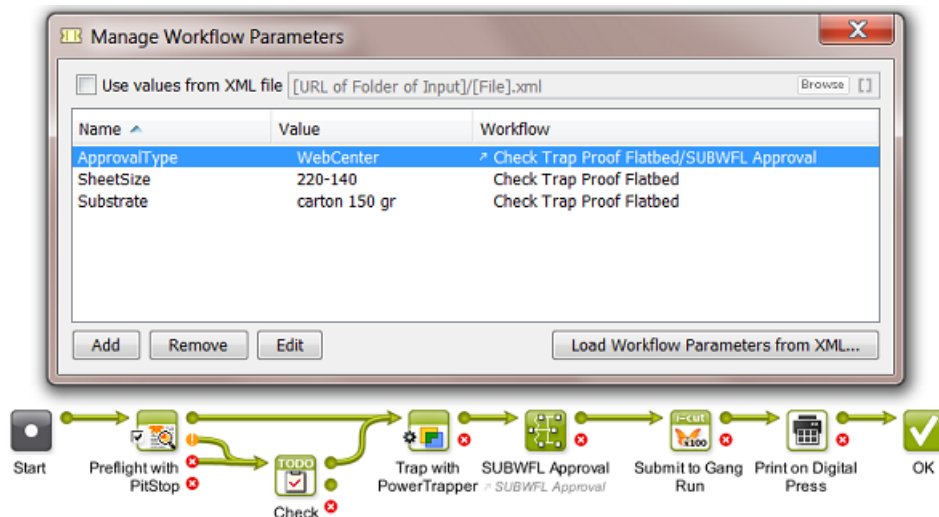 Manage Workflow Parameters
X
Use values from XML file [URL of Folder of Input]/[File].xml Browse []
Name Value Workflow
ApprovalType WebCenter Check Trap Proof Flatbed/SUBWFL Approval
SheetSize 220-140 Check Trap Proof Flatbed
Substrate carton 150 gr Check Trap Proof Flatbed
Add Remove Edit Load Workflow Parameters from XML...
i-cut
x100
TODO
Start Preflight with Trap with SUBWFL Approval Submit to Gang Print on Digital OK
PitStop PowerTrapper SUBWFL Approval Run Press
Check